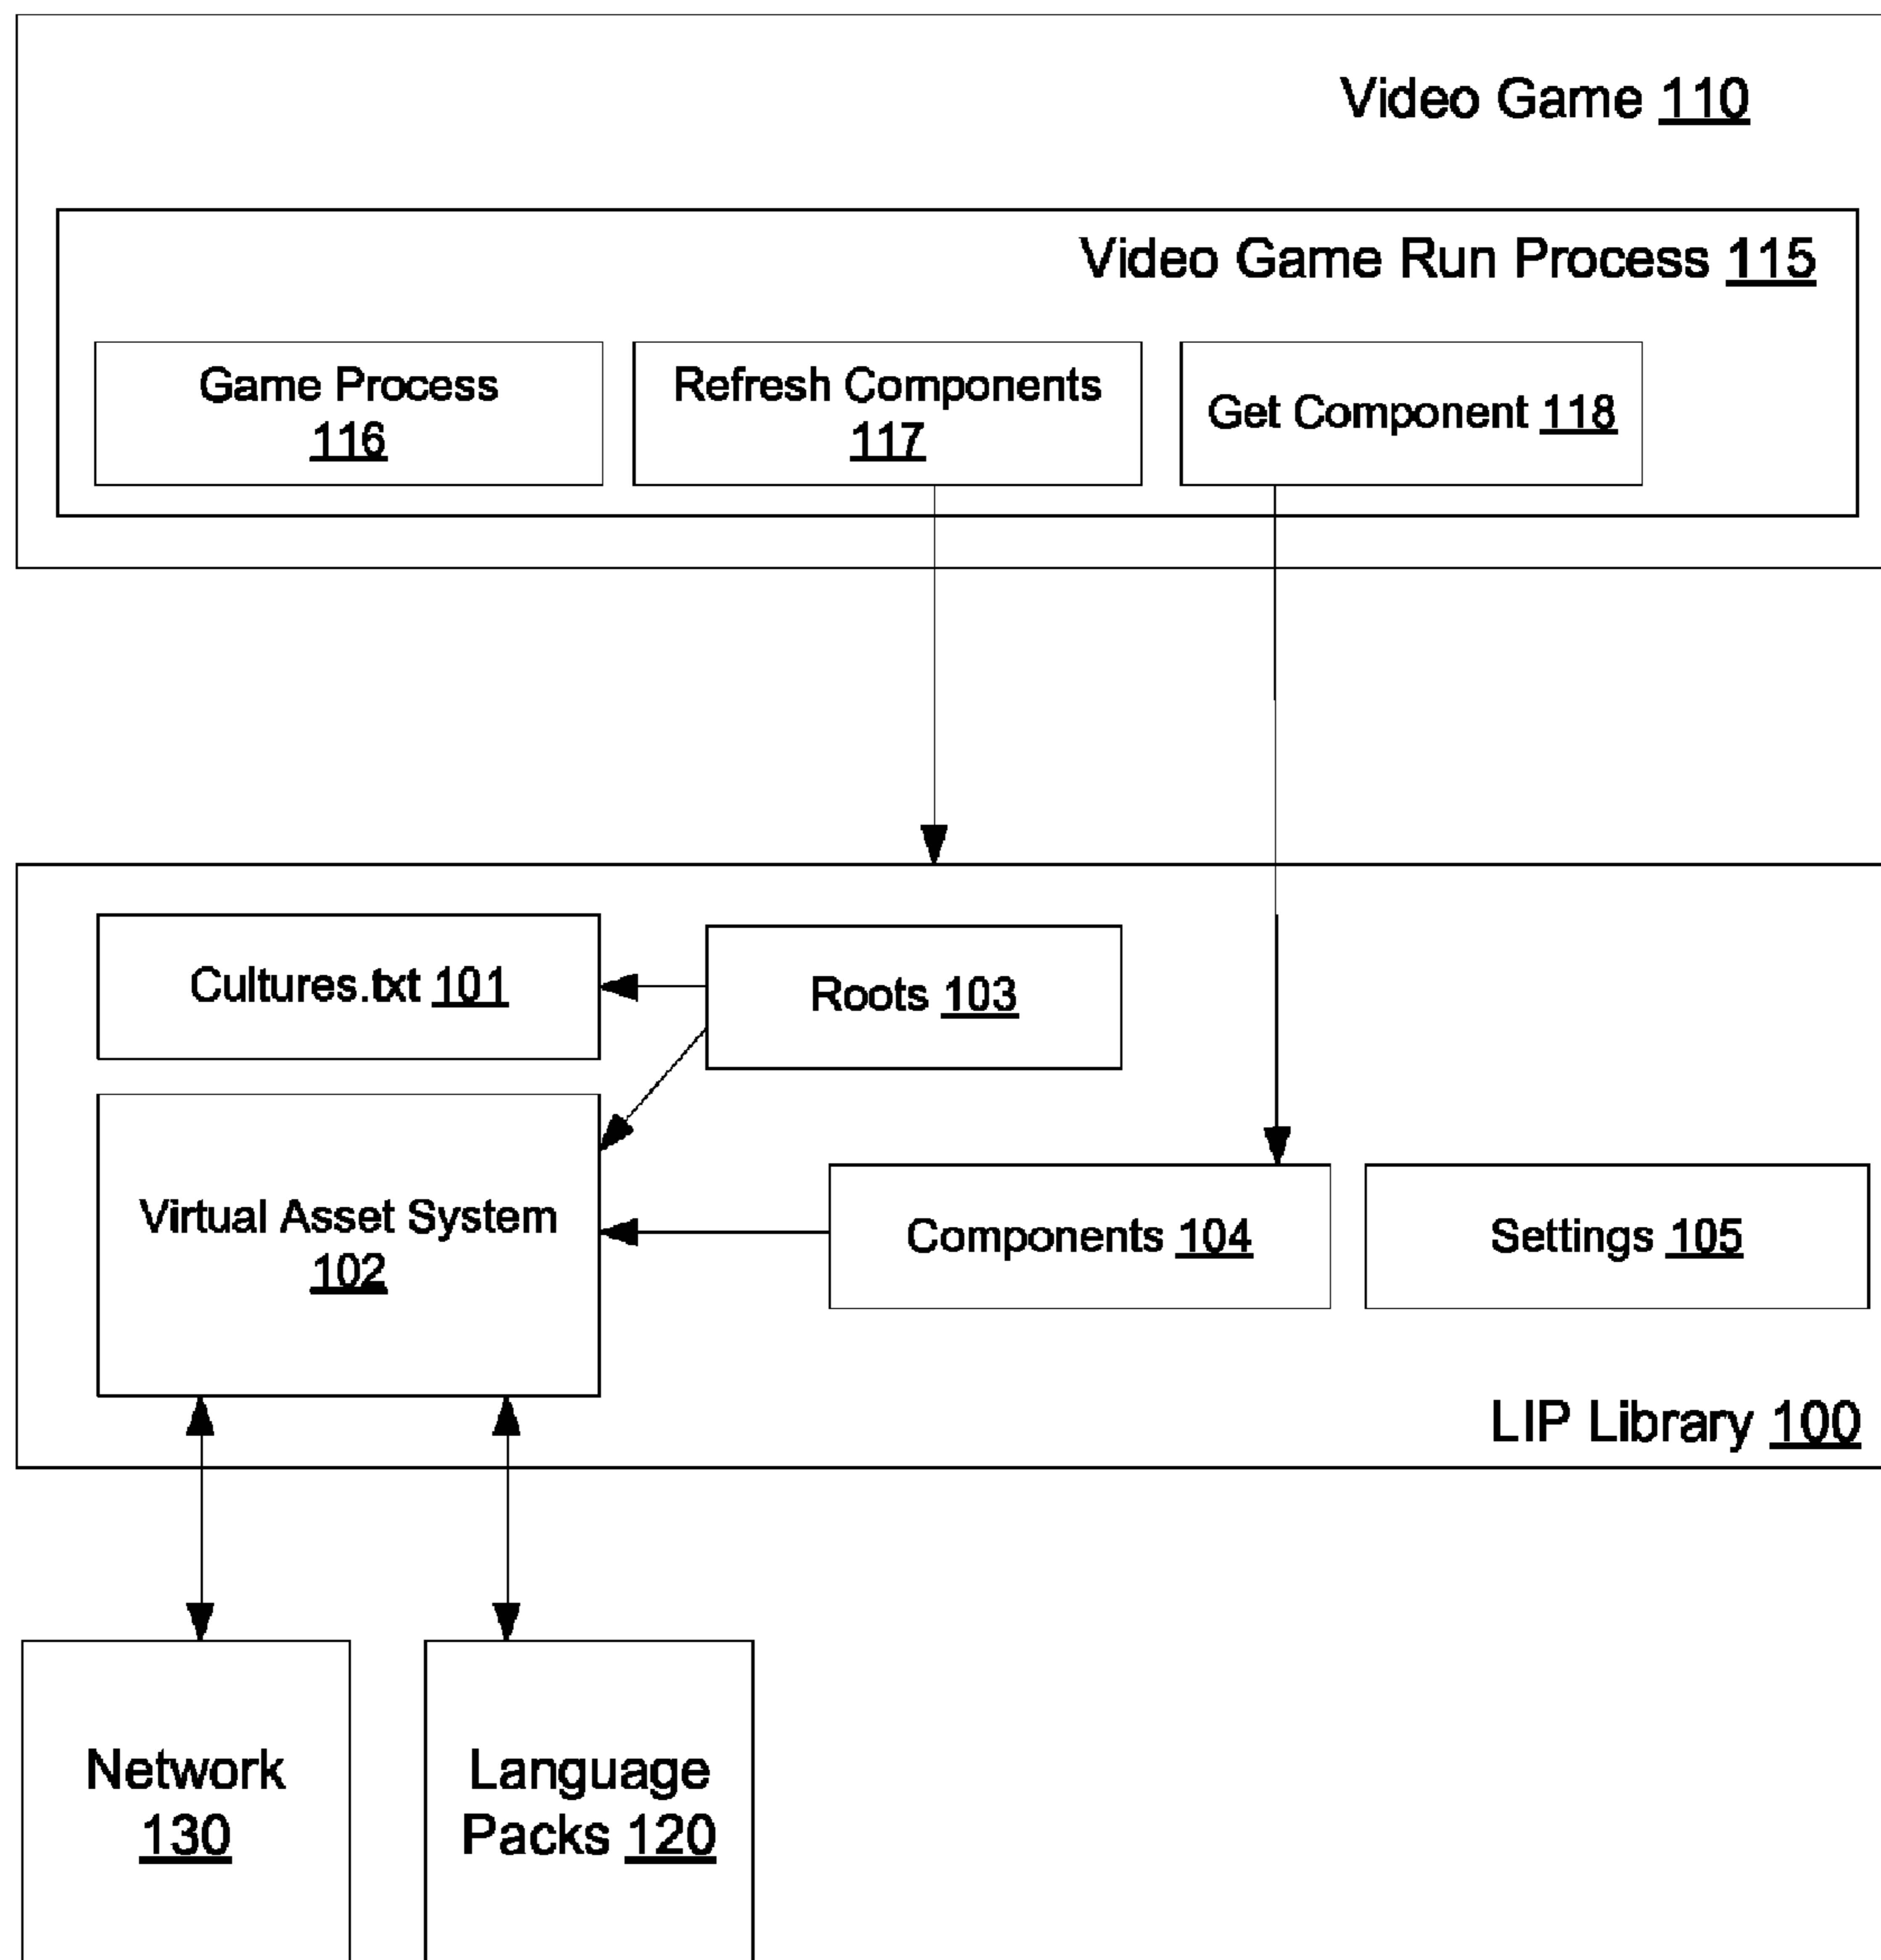 Video Game 110
Video Game Run Process 115
Game Process
116
Refresh Components
117
Get Component 118
Cultures.txt 101
Roots 103
Virtual Asset System
102
Components 104
Settings 105
LIP Library 100
Network
130
Language
Packs 120